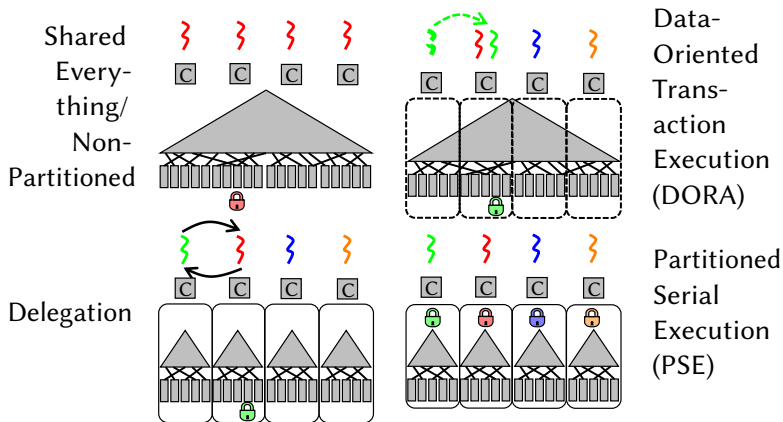 Shared
Every-
thing/
Non-
Partitioned
C C C C
Data-
Oriented
Trans-
action
Execution
(DORA)
C C C C
Delegation
C C C C
Partitioned
Serial
Execution
(PSE)
C C C C